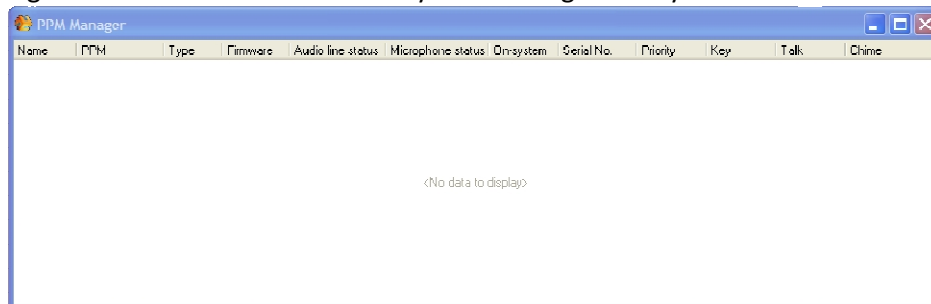 PPM Manager
Name PPM Type Firmware Audio line status Microphone status On-system Serial No. Priority Key Talk Chime
<No data to display>